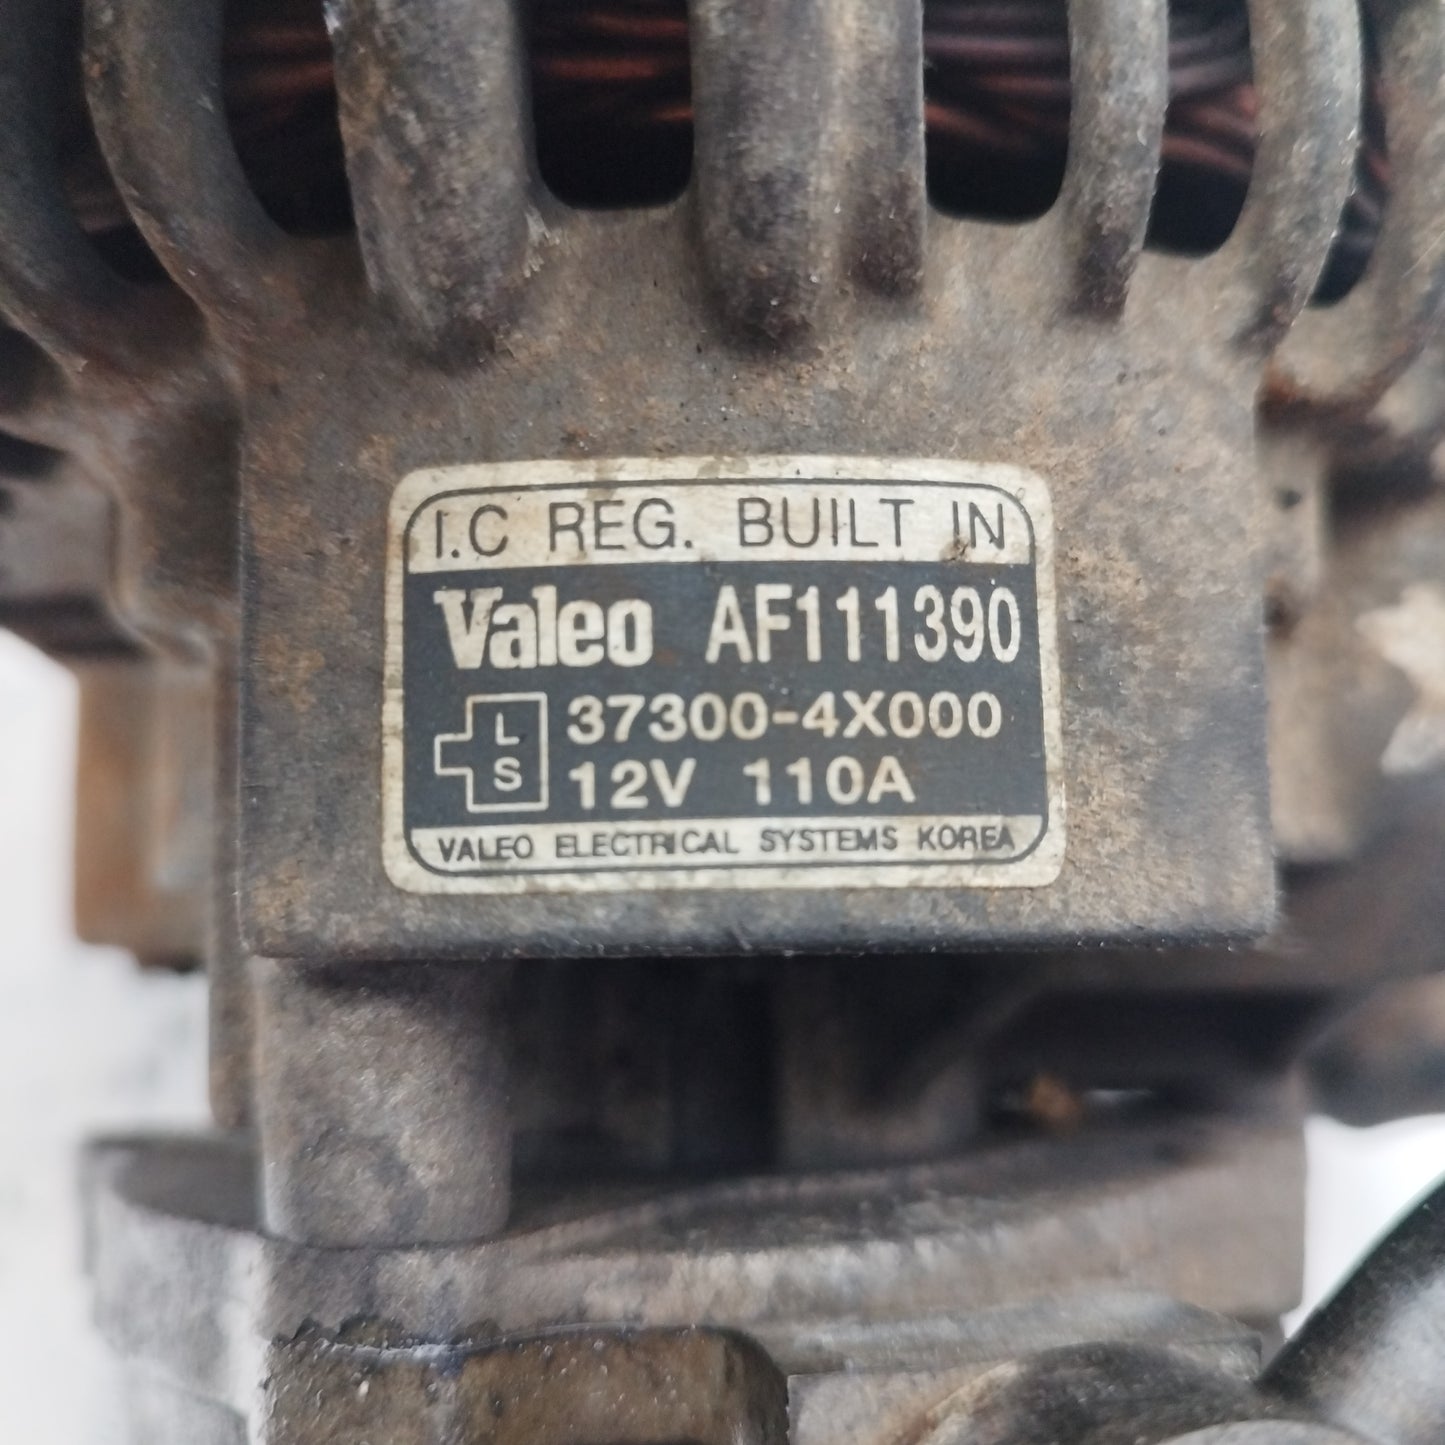 I.C REG. BUILT IN
Valeo AF111390
L 37300-4X000
S 12V 110A
VALEO ELECTRICAL SYSTEMS KOREA